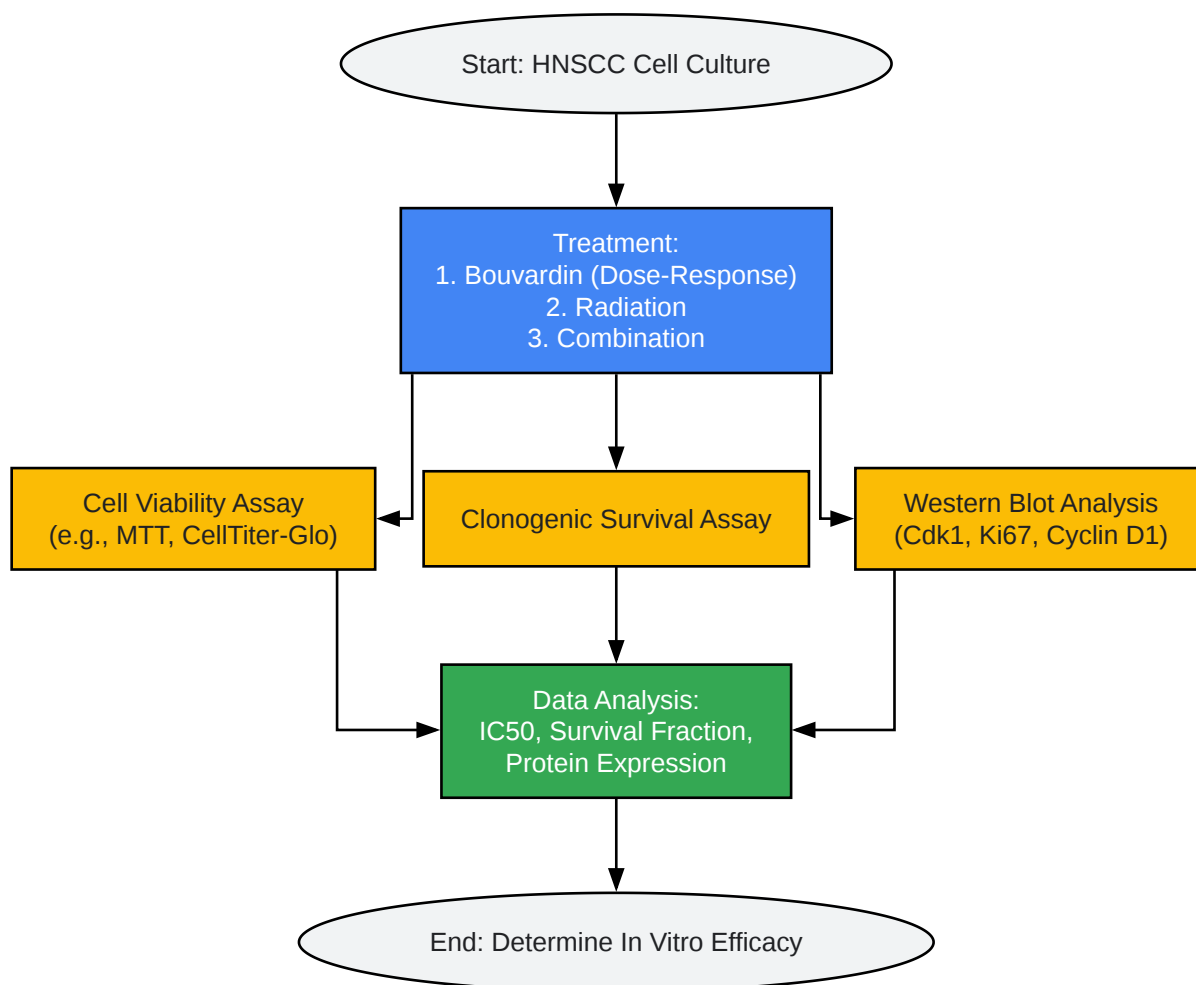 Start: HNSCC Cell Culture
Treatment:
1. Bouvardin (Dose-Response)
2. Radiation
3. Combination
Cell Viability Assay
(e.g., MTT, CellTiter-Glo)
Clonogenic Survival Assay
Western Blot Analysis
(Cdk1, Ki67, Cyclin D1)
Data Analysis:
IC50, Survival Fraction,
Protein Expression
End: Determine In Vitro Efficacy